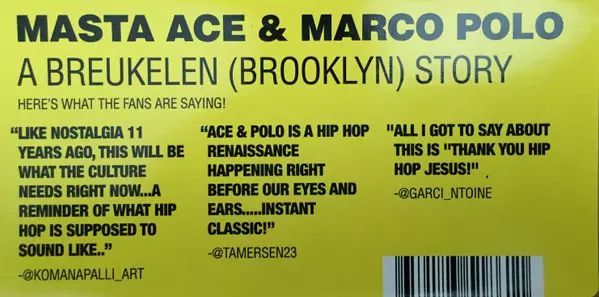 MASTA ACE & MARCO POLO
A BREUKELEN (BROOKLYN) STORY
HERE'S WHAT THE FANS ARE SAYING!
"LIKE NOSTALGIA 11
YEARS AGO, THIS WILL BE
WHAT THE CULTURE
NEEDS RIGHT NOW...A
REMINDER OF WHAT HIP
HOP IS SUPPOSED TO
SOUND LIKE.."
-@KOMANAPALLI_ART
"ACE & POLO IS A HIP HOP
RENAISSANCE
HAPPENING RIGHT
BEFORE OUR EYES AND
EARS.....INSTANT
CLASSIC!"
-@TAMERSEN23
"ALL I GOT TO SAY ABOUT
THIS IS "THANK YOU HIP
HOP JESUS!"
-@GARCI_NTOINE